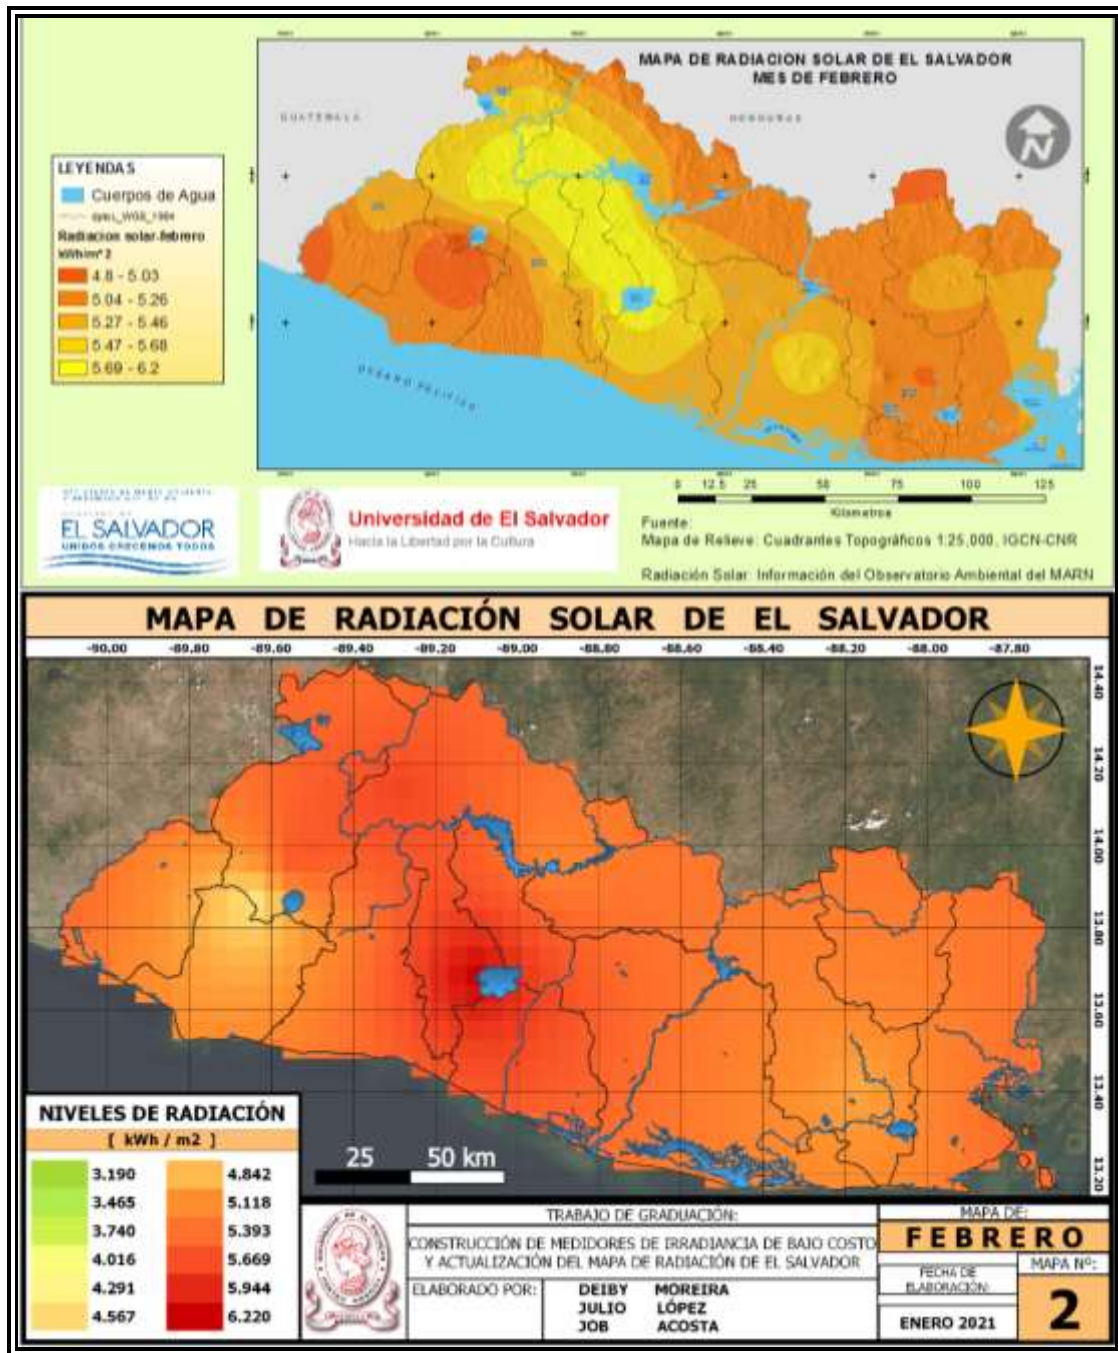 MAPA DE RADIACION SOLAR DE EL SALVADOR
MES DE FEBRERO
GUATEMALA
HONDURAS
N
LEYENDAS
Cuerpos de Agua
Radiacion solar-febrero
kWh/m^2
4.8 - 5.03
5.04 - 5.26
5.27 - 5.46
5.47 - 5.68
5.69 - 6.2
OCEANO PACIFICO
0 12.5 25 50 75 100 125
Kilometros
EL SALVADOR
UNIDOS CRECEMOS TODOS
Universidad de El Salvador
Hacia la Libertad por la Cultura
Fuente:
Mapa de Relieve: Cuadrantes Topográficos 1:25,000, IGCN-CNR
Radiación Solar: Información del Observatorio Ambiental del MARN
MAPA DE RADIACIÓN SOLAR DE EL SALVADOR
-90.00 -89.80 -89.60 -89.40 -89.20 -89.00 -88.80 -88.60 -88.40 -88.20 -88.00 -87.80
14.40
14.20
14.00
13.80
13.60
13.40
13.20
NIVELES DE RADIACIÓN
[ kWh / m2 ]
3.190 4.842
3.465 5.118
3.740 5.393
4.016 5.669
4.291 5.944
4.567 6.220
25 50 km
TRABAJO DE GRADUACIÓN:
CONSTRUCCIÓN DE MEDIDORES DE IRRADIANCIA DE BAJO COSTO
Y ACTUALIZACIÓN DEL MAPA DE RADIACIÓN DE EL SALVADOR
ELABORADO POR:
DEIBY MOREIRA
JULIO LÓPEZ
JOB ACOSTA
MAPA DE:
FEBRERO
FECHA DE
ELABORACIÓN:
ENERO 2021
MAPA Nº:
2